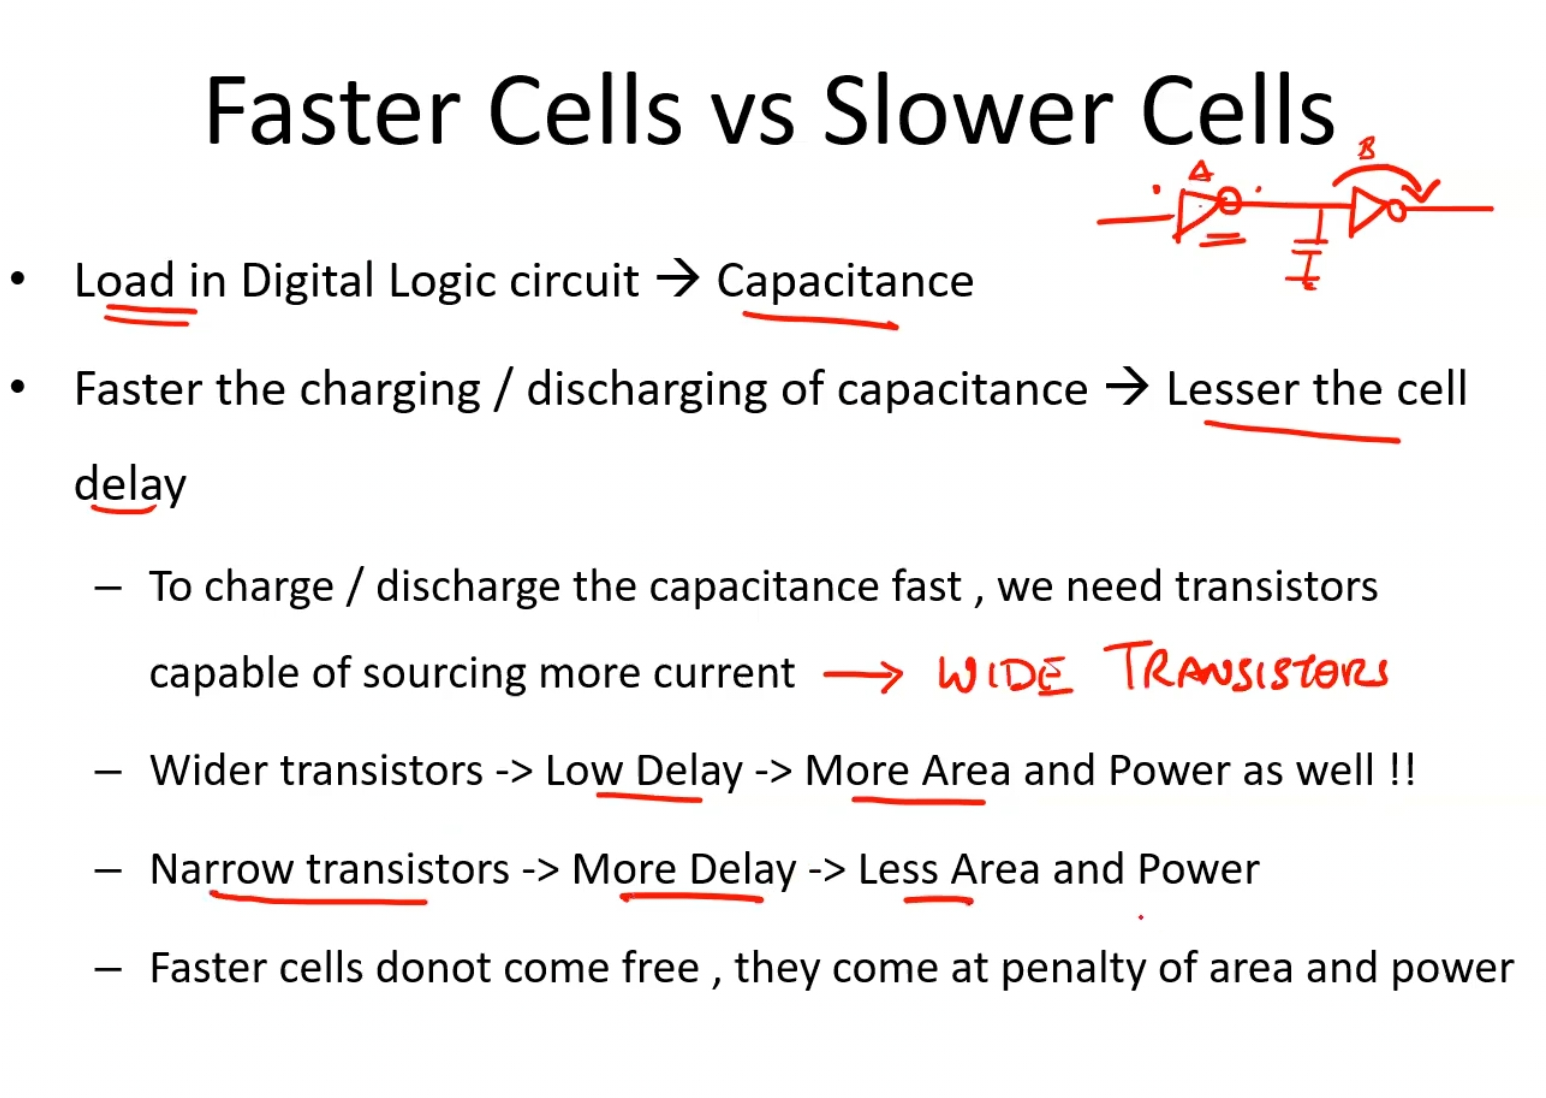 Faster Cells vs Slower Cells
A
B
• Load in Digital Logic circuit → Capacitance
• Faster the charging / discharging of capacitance → Lesser the cell
delay
– To charge / discharge the capacitance fast , we need transistors
capable of sourcing more current → WIDE TRANSISTORS
– Wider transistors -> Low Delay -> More Area and Power as well !!
– Narrow transistors -> More Delay -> Less Area and Power
– Faster cells donot come free , they come at penalty of area and power